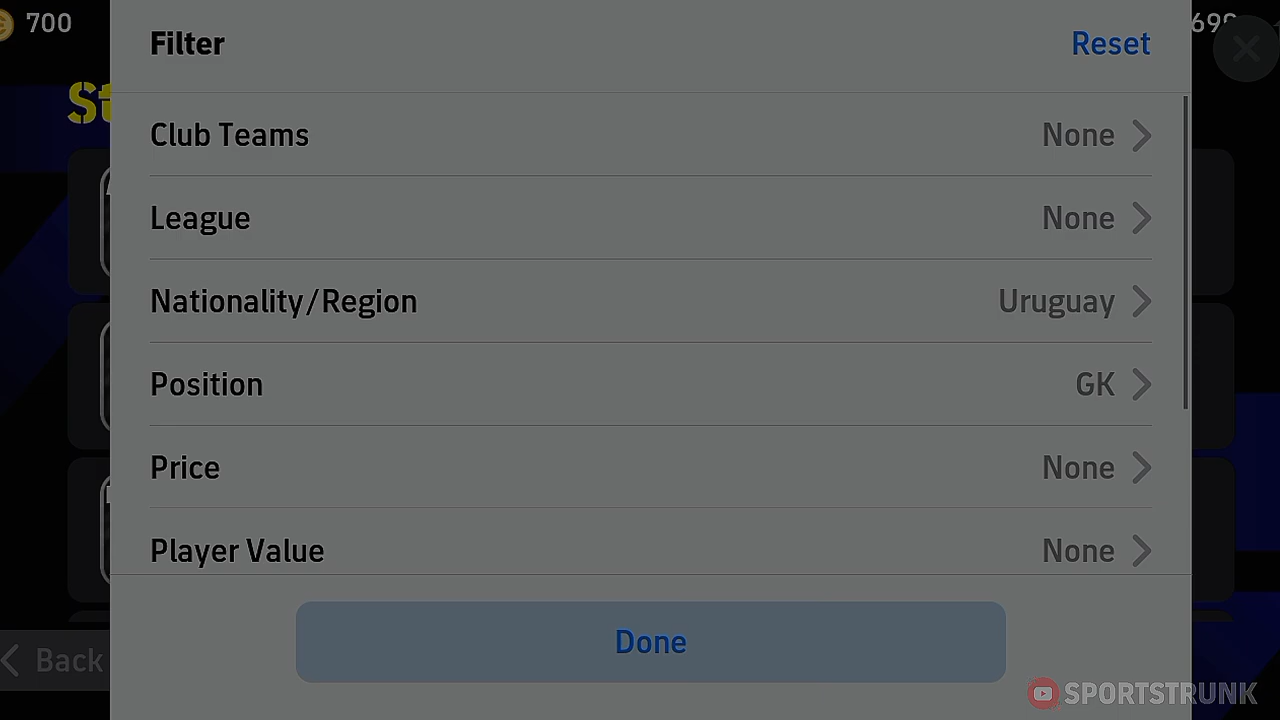 700
Filter
Reset
Club Teams
None
League
None
Nationality/Region
Uruguay
Position
GK
Price
None
Player Value
None
Done
Back
SPORTSTRUNK